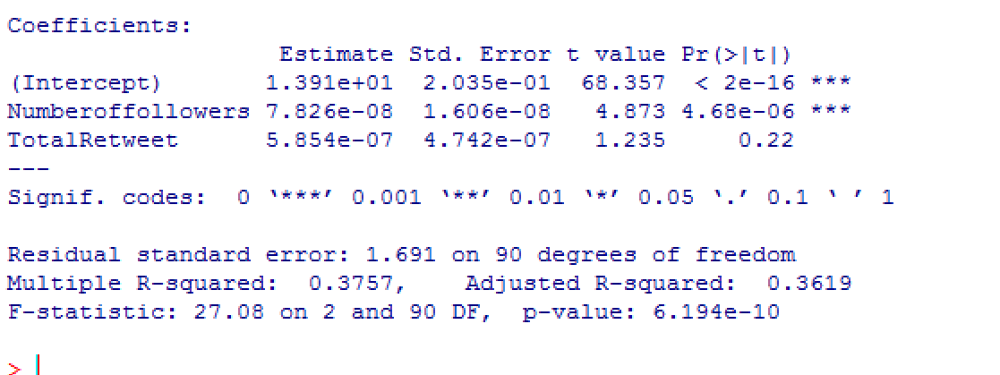 Coefficients:
Estimate Std. Error t value Pr(>|t|)
(Intercept) 1.391e+01 2.035e-01 68.357 < 2e-16 ***
Numberoffollowers 7.826e-08 1.606e-08 4.873 4.68e-06 ***
TotalRetweet 5.854e-07 4.742e-07 1.235 0.22
---
Signif. codes: 0 ‘***’ 0.001 ‘**’ 0.01 ‘*’ 0.05 ‘.’ 0.1 ‘ ’ 1
Residual standard error: 1.691 on 90 degrees of freedom
Multiple R-squared: 0.3757, Adjusted R-squared: 0.3619
F-statistic: 27.08 on 2 and 90 DF, p-value: 6.194e-10
>